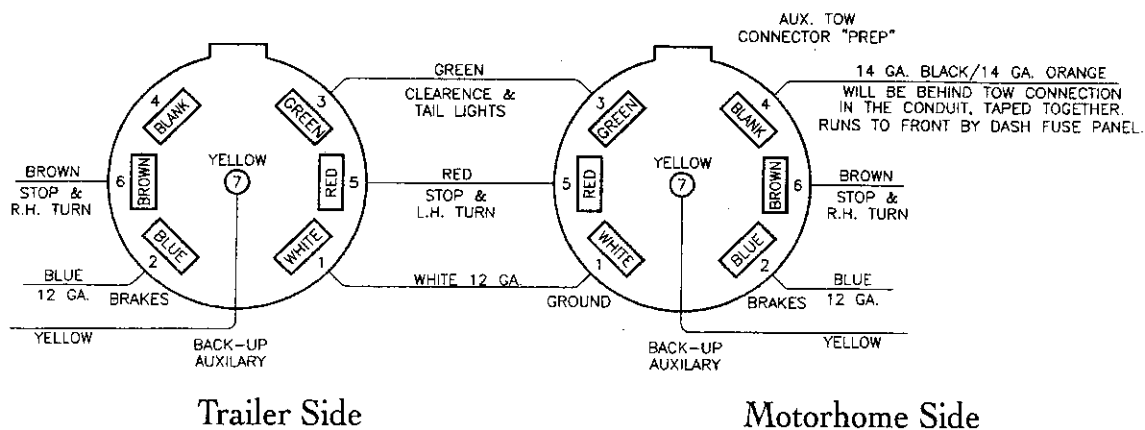 AUX. TOW
CONNECTOR "PREP"
GREEN
CLEARENCE &
TAIL LIGHTS
14 GA. BLACK/14 GA. ORANGE
WILL BE BEHIND TOW CONNECTION
IN THE CONDUIT, TAPED TOGETHER.
RUNS TO FRONT BY DASH FUSE PANEL.
4
BLANK
3
GREEN
BROWN
STOP &
R.H. TURN
6
BROWN
YELLOW
7
RED
5
RED
STOP &
L.H. TURN
BLUE
2
WHITE
1
BLUE
12 GA.
BRAKES
WHITE 12 GA.
GROUND
YELLOW
BACK-UP
AUXILARY
3
GREEN
4
BLANK
5
RED
YELLOW
7
BROWN
6
BROWN
STOP &
R.H. TURN
WHITE
1
BLUE
2
BRAKES
BLUE
12 GA.
BACK-UP
AUXILARY
YELLOW
Trailer Side
Motorhome Side